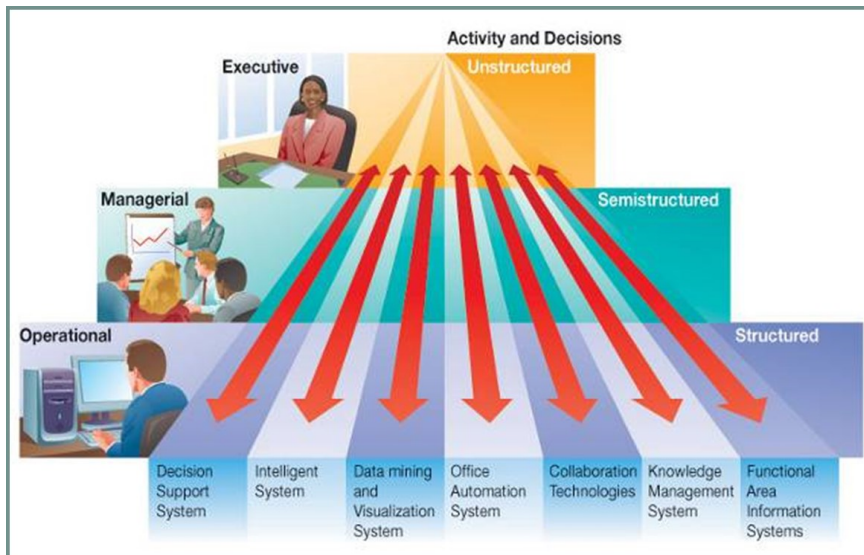 Activity and Decisions
Executive
Unstructured
Managerial
Semistructured
Operational
Structured
Decision
Support
System
Intelligent
System
Data mining
and
Visualization
System
Office
Automation
System
Collaboration
Technologies
Knowledge
Management
System
Functional
Area
Information
Systems